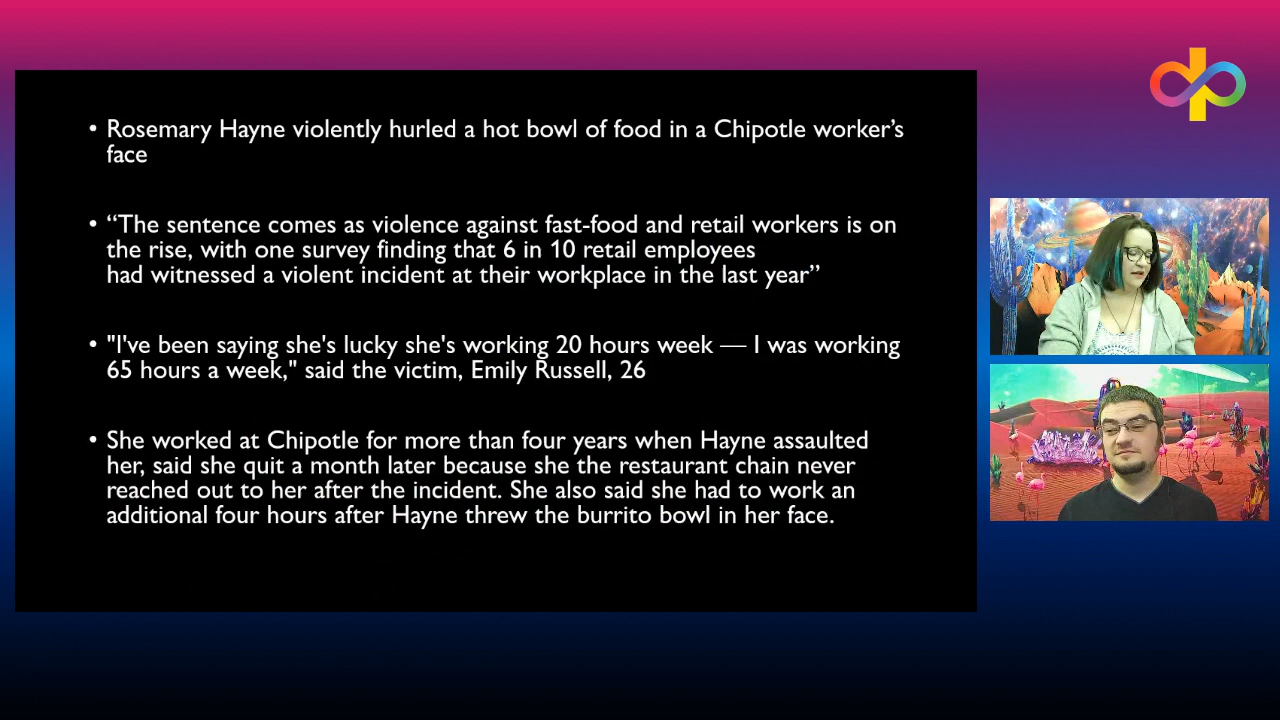 • Rosemary Hayne violently hurled a hot bowl of food in a Chipotle worker’s
face
• “The sentence comes as violence against fast-food and retail workers is on
the rise, with one survey finding that 6 in 10 retail employees
had witnessed a violent incident at their workplace in the last year”
• "I've been saying she's lucky she's working 20 hours week — I was working
65 hours a week," said the victim, Emily Russell, 26
• She worked at Chipotle for more than four years when Hayne assaulted
her, said she quit a month later because she the restaurant chain never
reached out to her after the incident. She also said she had to work an
additional four hours after Hayne threw the burrito bowl in her face.